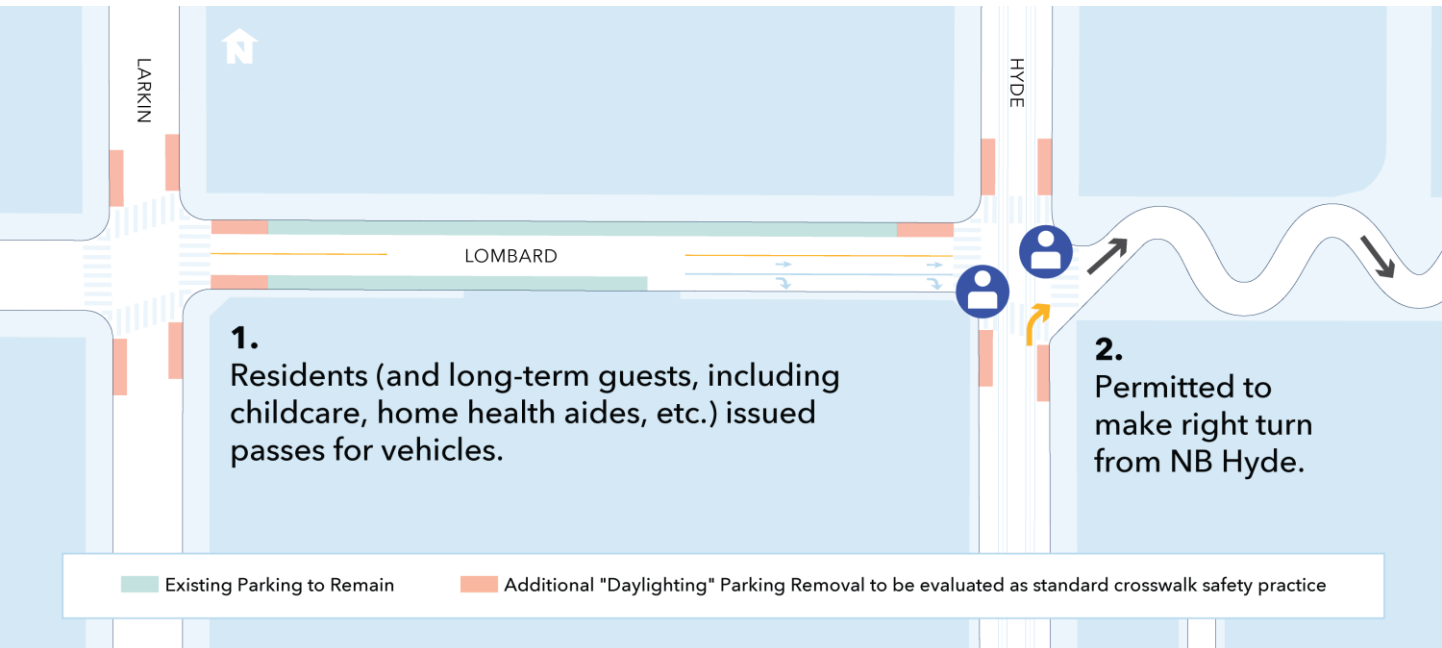 N
LARKIN
HYDE
LOMBARD
1.
Residents (and long-term guests, including
childcare, home health aides, etc.) issued
passes for vehicles.
2.
Permitted to
make right turn
from NB Hyde.
Existing Parking to Remain
Additional "Daylighting" Parking Removal to be evaluated as standard crosswalk safety practice